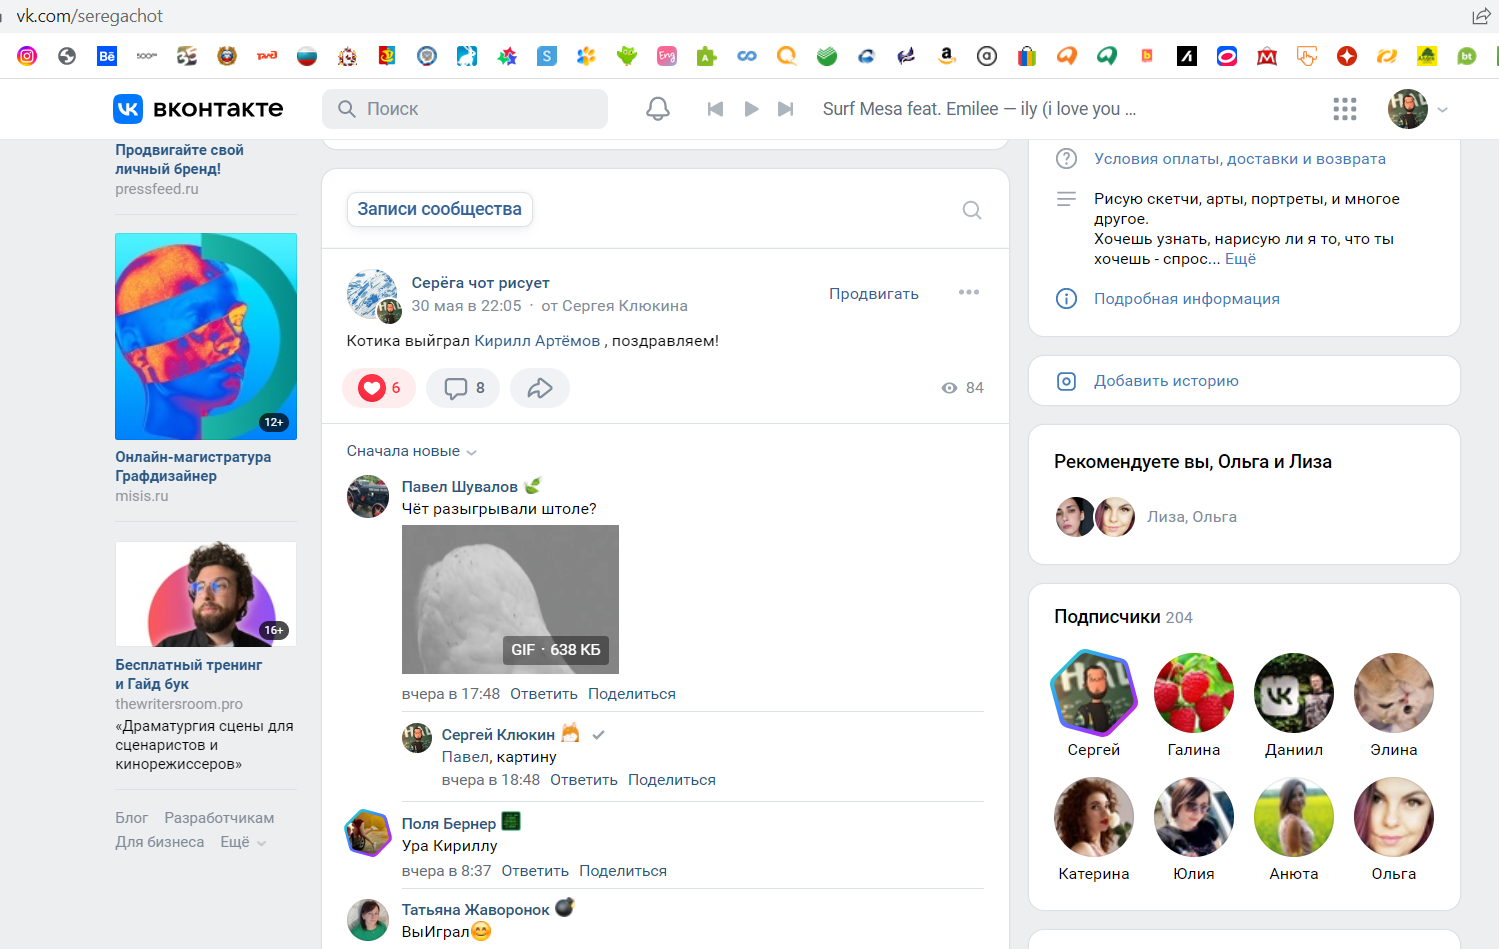 vk.com/seregachot
Bē
500px
S
Eng
a
a
b
M
bt
вконтакте
Поиск
Surf Mesa feat. Emilee — ily (i love you ...
Продвигайте свой
личный бренд!
pressfeed.ru
12+
Онлайн-магистратура
Графдизайнер
misis.ru
16+
Бесплатный тренинг
и Гайд бук
thewritersroom.pro
«Драматургия сцены для
сценаристов и
кинорежиссеров»
Блог Разработчикам
Для бизнеса Ещё
Записи сообщества
Серёга чот рисует
30 мая в 22:05 · от Сергея Клюкина
Продвигать
Котика выйграл Кирилл Артёмов , поздравляем!
6
8
84
Сначала новые
Павел Шувалов
Чёт разыгрывали штоле?
GIF · 638 КБ
вчера в 17:48 Ответить Поделиться
Сергей Клюкин
Павел, картину
вчера в 18:48 Ответить Поделиться
Поля Бернер
Ура Кириллу
вчера в 8:37 Ответить Поделиться
Татьяна Жаворонок
ВыИграл
Условия оплаты, доставки и возврата
Рисую скетчи, арты, портреты, и многое
другое.
Хочешь узнать, нарисую ли я то, что ты
хочешь - спрос... Ещё
Подробная информация
Добавить историю
Рекомендуете вы, Ольга и Лиза
Лиза, Ольга
Подписчики 204
Сергей Галина Даниил Элина
Катерина Юлия Анюта Ольга